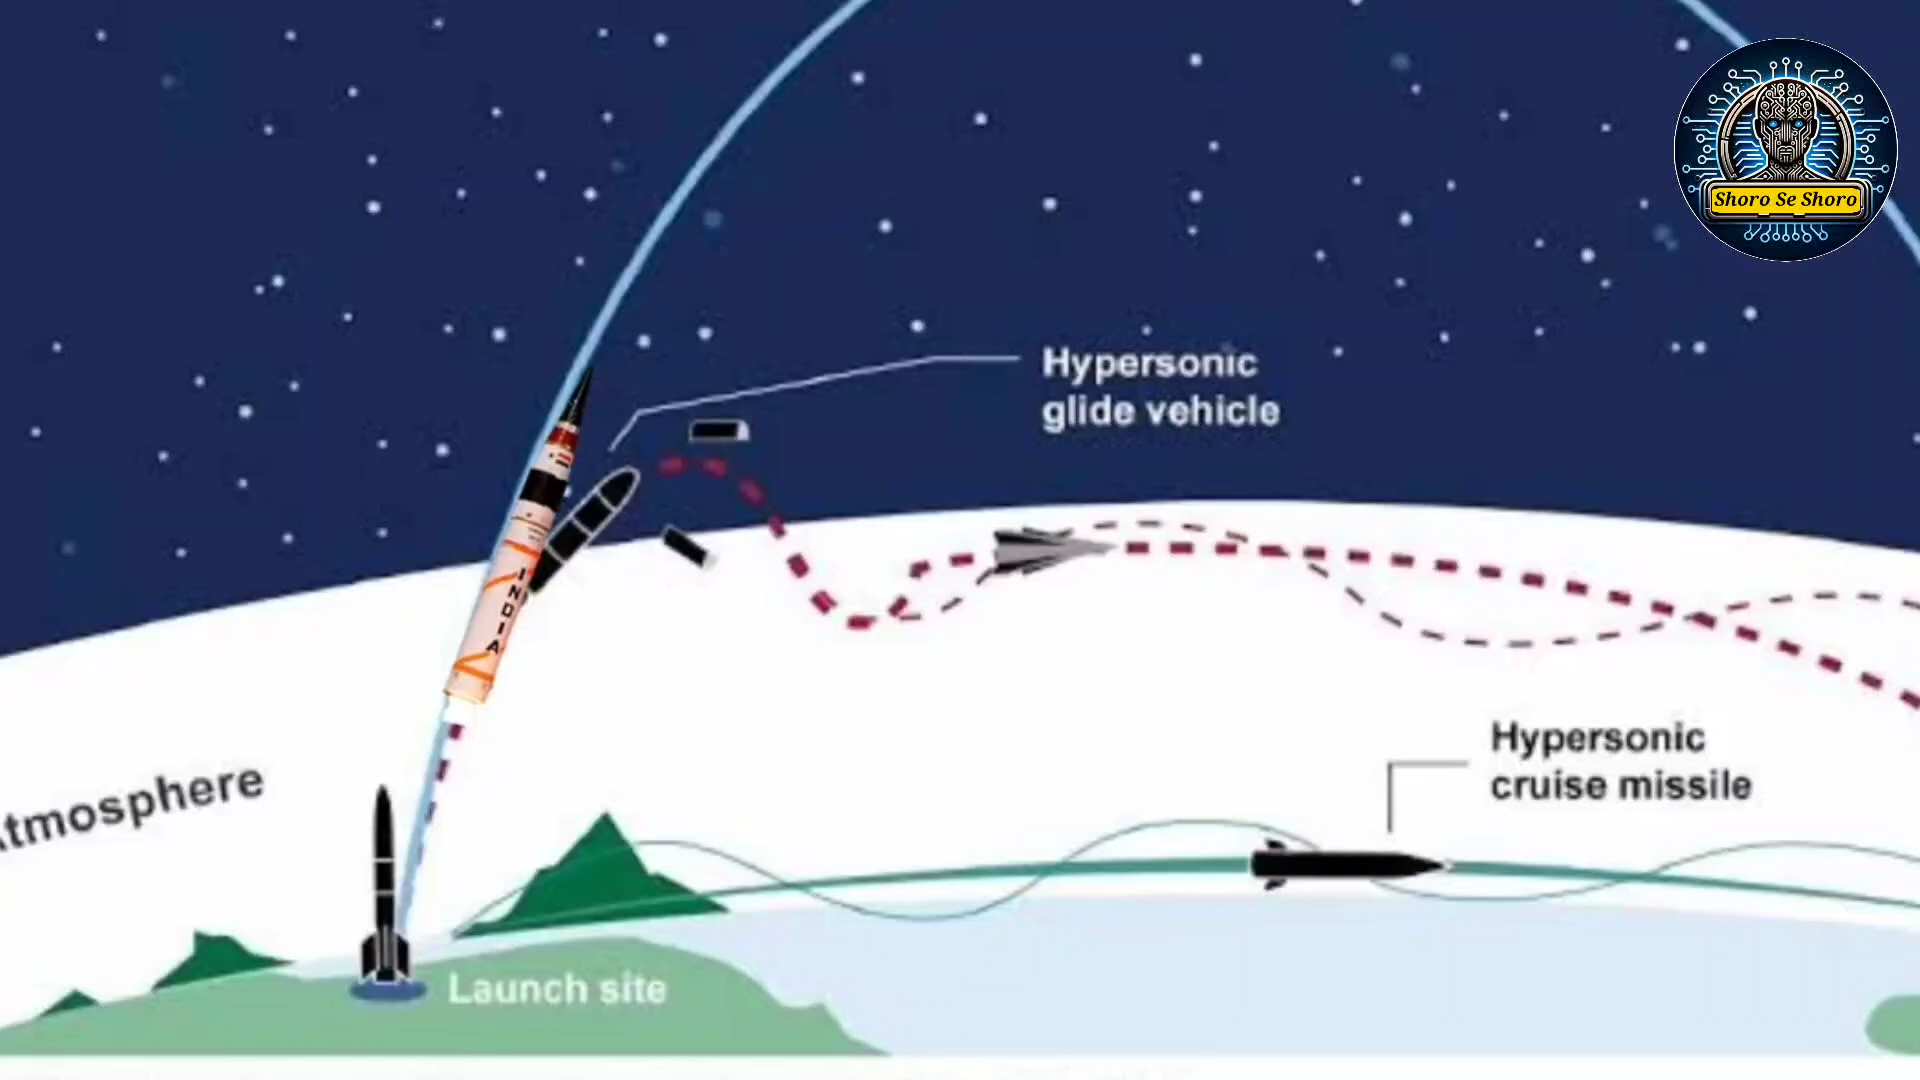 Shoro Se Shoro
Hypersonic
glide vehicle
INDIA
Hypersonic
cruise missile
tmosphere
Launch site